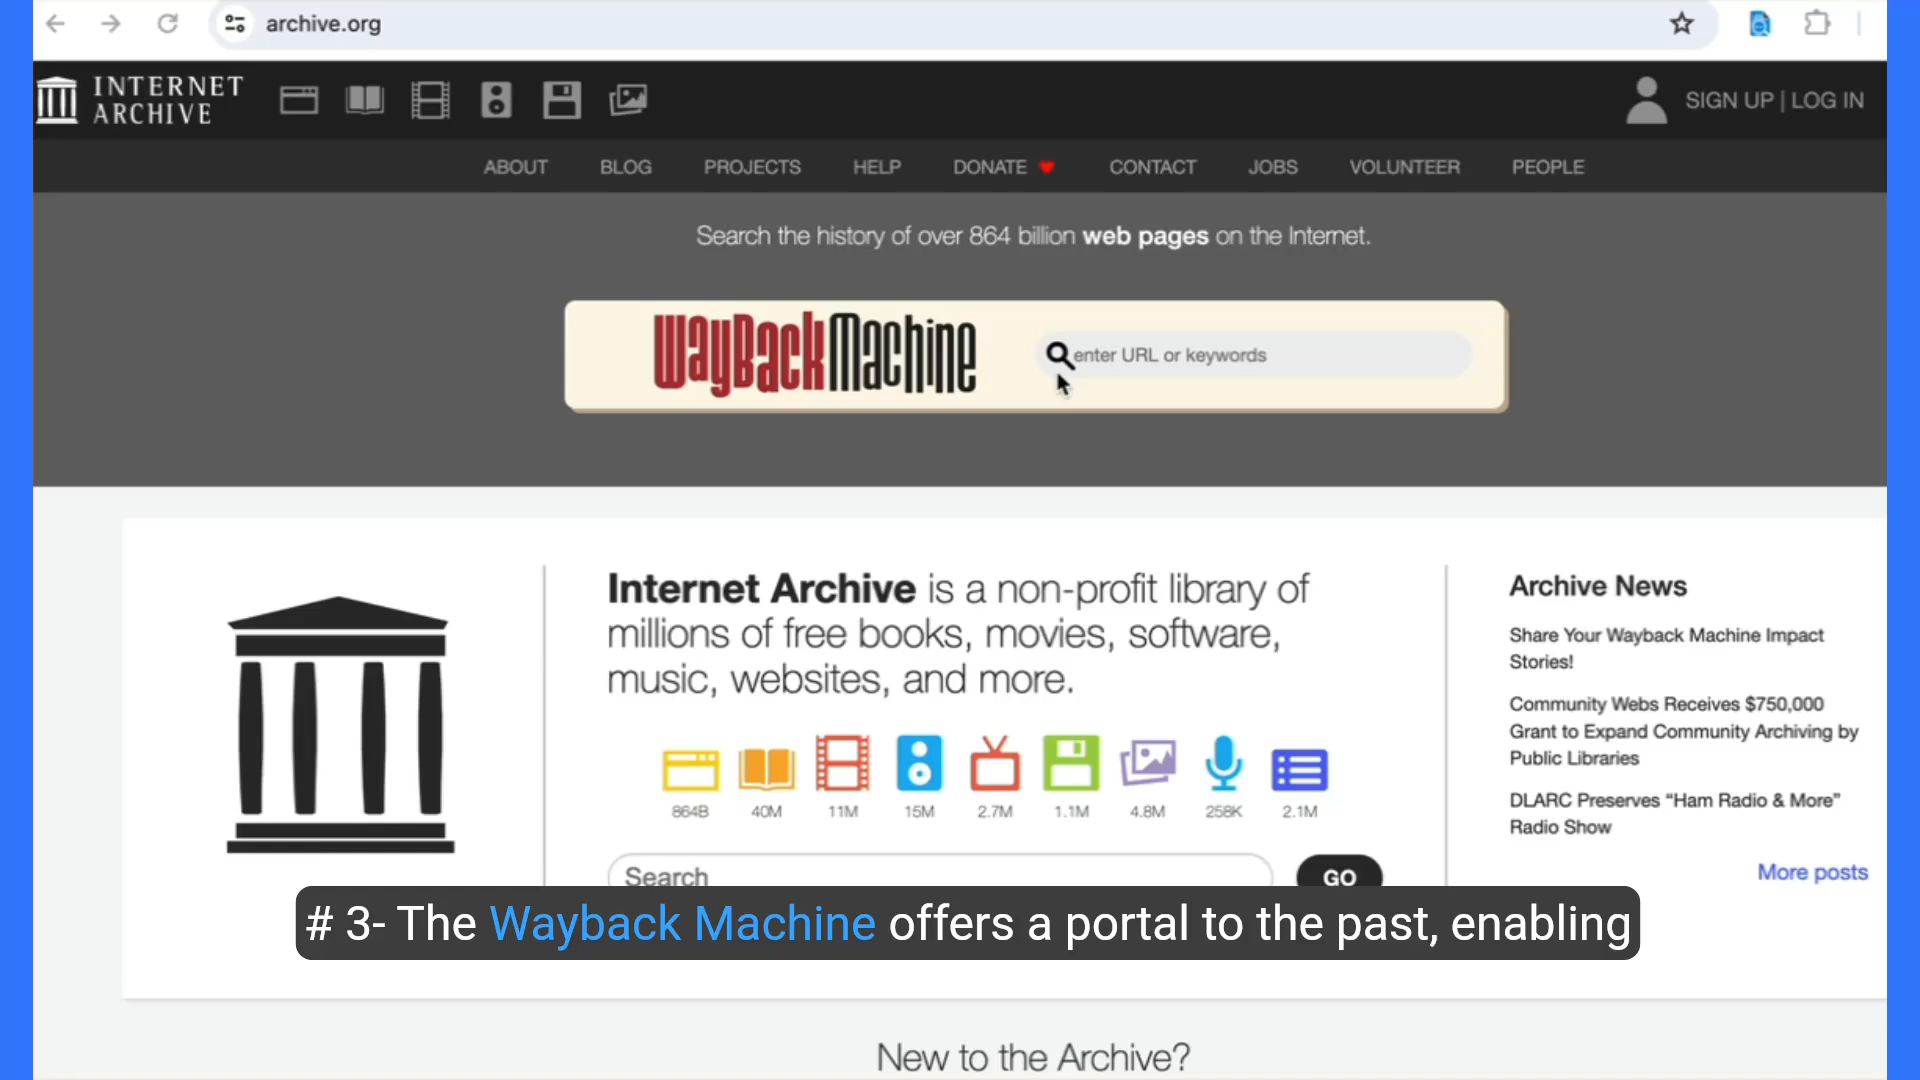 archive.org
INTERNET
ARCHIVE
SIGN UP | LOG IN
ABOUT BLOG PROJECTS HELP DONATE CONTACT JOBS VOLUNTEER PEOPLE
Search the history of over 864 billion web pages on the Internet.
WayBackMachine
enter URL or keywords
Internet Archive is a non-profit library of
millions of free books, movies, software,
music, websites, and more.
864B 40M 11M 15M 2.7M 1.1M 4.8M 258K 2.1M
Search
GO
Archive News
Share Your Wayback Machine Impact
Stories!
Community Webs Receives $750,000
Grant to Expand Community Archiving by
Public Libraries
DLARC Preserves “Ham Radio & More”
Radio Show
More posts
# 3- The Wayback Machine offers a portal to the past, enabling
New to the Archive?